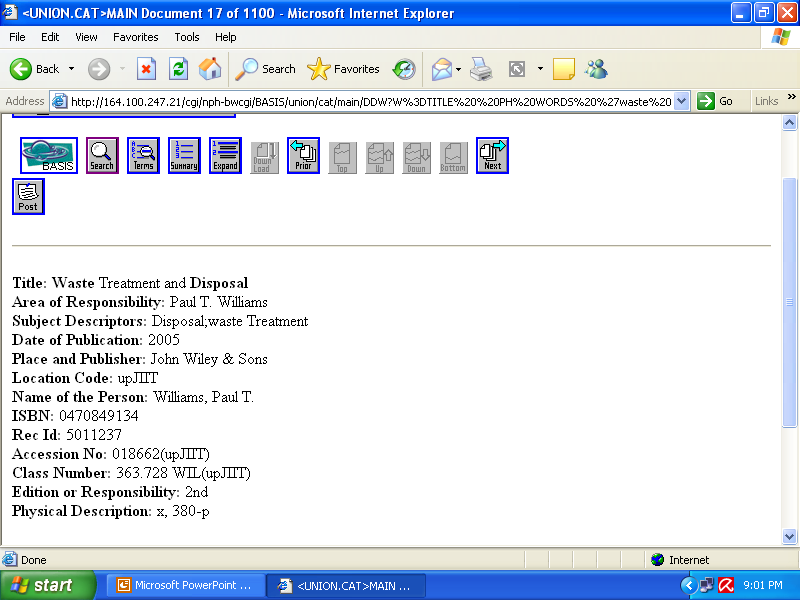 <UNION.CAT>MAIN Document 17 of 1100 - Microsoft Internet Explorer
File Edit View Favorites Tools Help
Back Search Favorites
Address http://164.100.247.21/cgi/nph-bwcgi/BASIS/union/cat/main/DDW?W%3DTITLE%20%20PH%20WORDS%20%27waste%20 Go Links »
BASIS Search ABC Terms 1 2 3 Summary 1 2 Expand Down Load Prior Top Up Down Bottom Next
Post
Title: Waste Treatment and Disposal
Area of Responsibility: Paul T. Williams
Subject Descriptors: Disposal;waste Treatment
Date of Publication: 2005
Place and Publisher: John Wiley & Sons
Location Code: upJIIT
Name of the Person: Williams, Paul T.
ISBN: 0470849134
Rec Id: 5011237
Accession No: 018662(upJIIT)
Class Number: 363.728 WIL(upJIIT)
Edition or Responsibility: 2nd
Physical Description: x, 380-p
Done Internet
start Microsoft PowerPoint ... <UNION.CAT>MAIN ... 9:01 PM